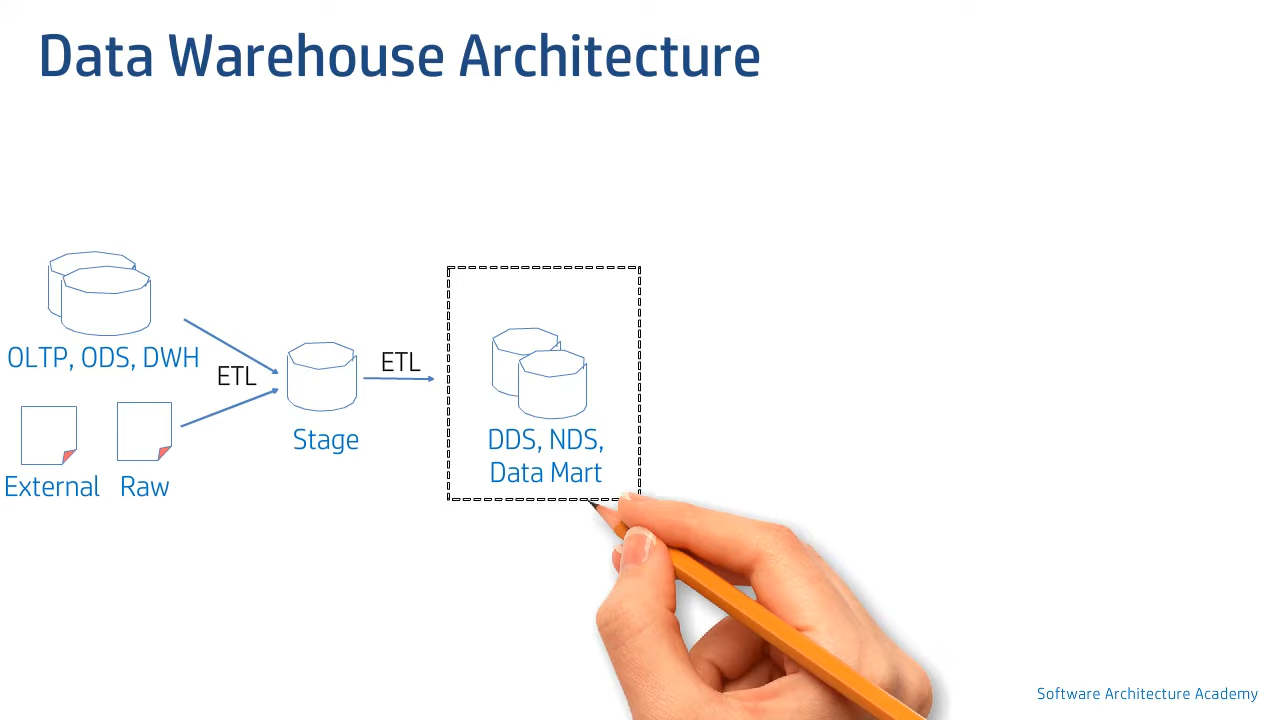 Data Warehouse Architecture
OLTP, ODS, DWH
ETL
ETL
Stage
DDS, NDS,
Data Mart
External
Raw
Software Architecture Academy